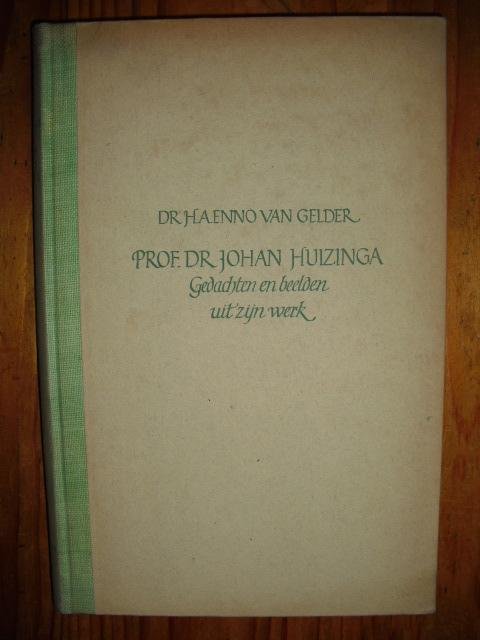 DR H.A. ENNO VAN GELDER
PROF. DR JOHAN HUIZINGA
Gedachten en beelden
uit zijn werk